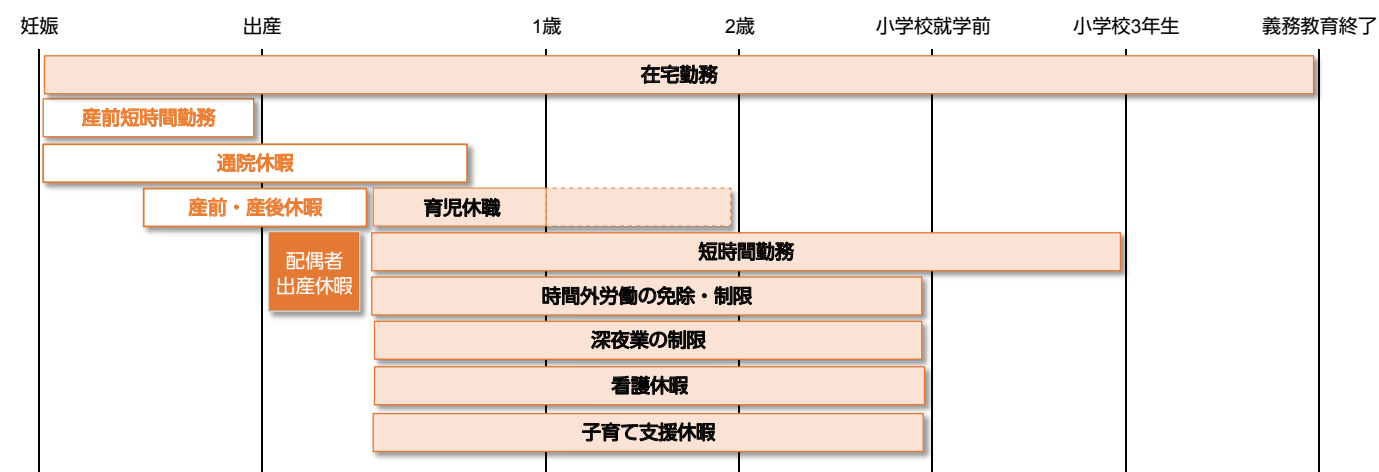 妊娠 出産 1歳 2歳 小学校就学前 小学校3年生 義務教育終了
在宅勤務
産前短時間勤務
通院休暇
産前・産後休暇 育児休職
配偶者
出産休暇
短時間勤務
時間外労働の免除・制限
深夜業の制限
看護休暇
子育て支援休暇